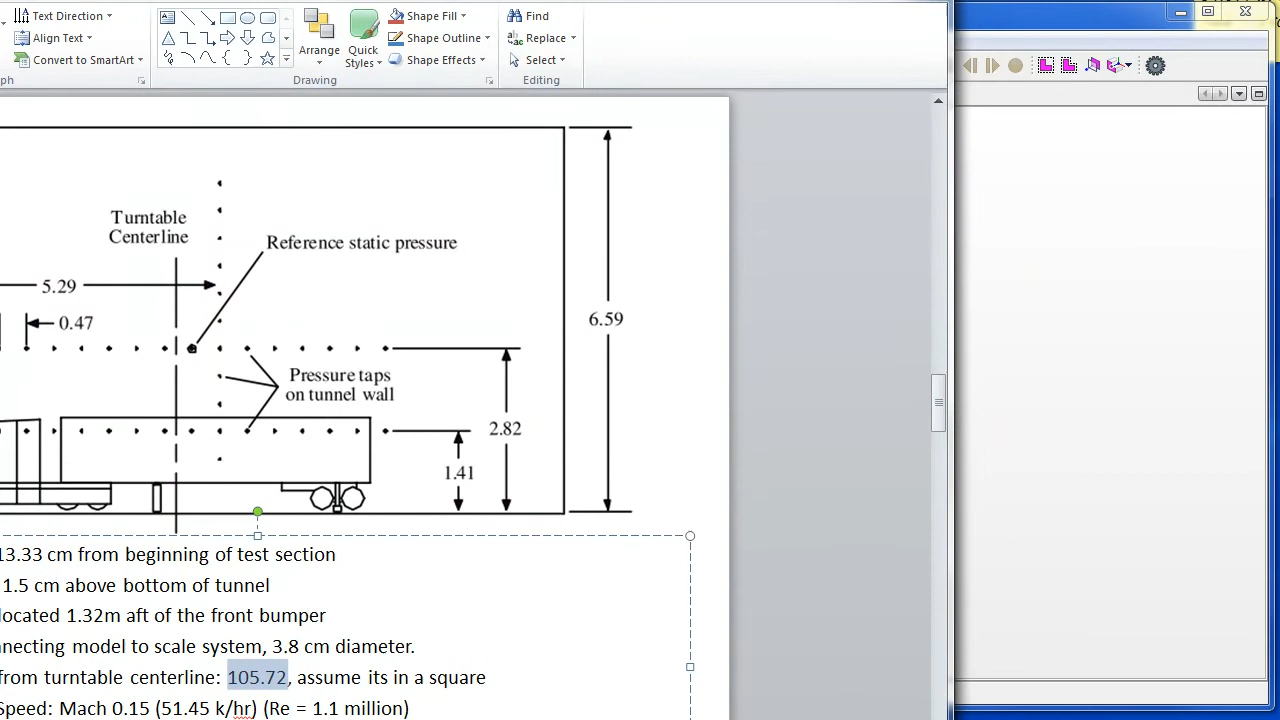 Text Direction
Align Text
Convert to SmartArt
ph
Arrange
Quick
Styles
Drawing
Shape Fill
Shape Outline
Shape Effects
Find
Replace
Select
Editing
Turntable
Centerline
Reference static pressure
5.29
0.47
6.59
Pressure taps
on tunnel wall
2.82
1.41
13.33 cm from beginning of test section
1.5 cm above bottom of tunnel
located 1.32m aft of the front bumper
nnecting model to scale system, 3.8 cm diameter.
from turntable centerline: 105.72, assume its in a square
Speed: Mach 0.15 (51.45 k/hr) (Re = 1.1 million)